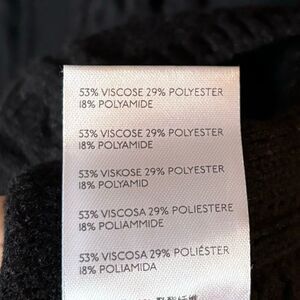 53% VISCOSE 29% POLYESTER
18% POLYAMIDE
53% VISCOSE 29% POLYESTER
18% POLYAMIDE
53% VISKOSE 29% POLYESTER
18% POLYAMID
53% VISCOSA 29% POLIESTERE
18% POLIAMMIDE
53% VISCOSA 29% POLIÉSTER
18% POLIAMIDA